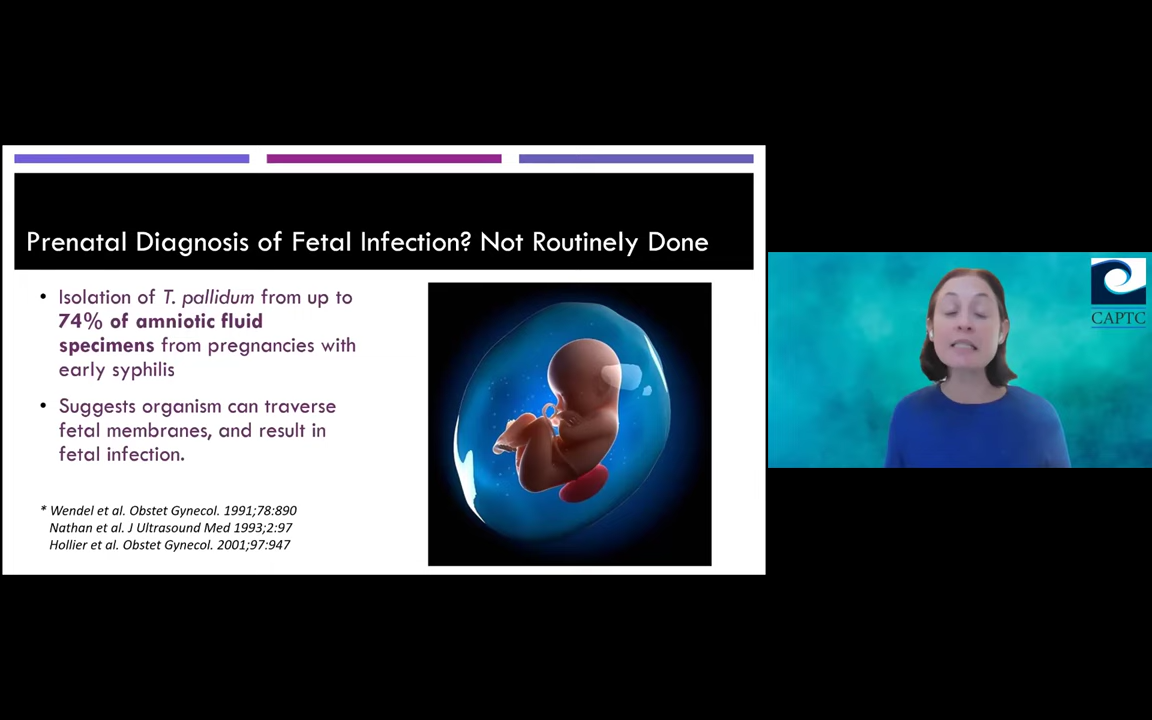 Prenatal Diagnosis of Fetal Infection? Not Routinely Done
• Isolation of T. pallidum from up to
74% of amniotic fluid
specimens from pregnancies with
early syphilis
• Suggests organism can traverse
fetal membranes, and result in
fetal infection.
* Wendel et al. Obstet Gynecol. 1991;78:890
Nathan et al. J Ultrasound Med 1993;2:97
Hollier et al. Obstet Gynecol. 2001;97:947
CAPTC